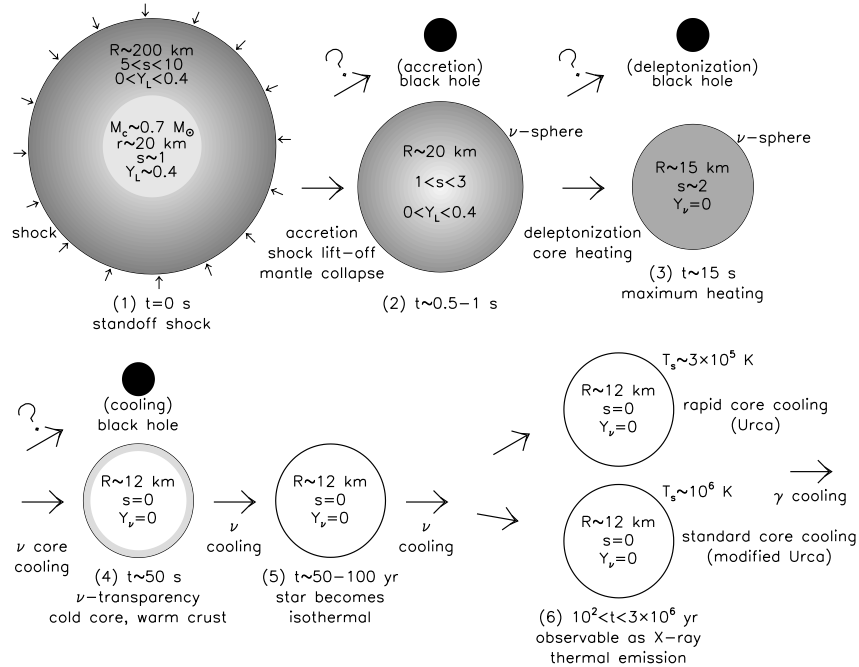 R~200 km
5<s<10
0<Y_L<0.4
M_c~0.7 M_⊙
r~20 km
s~1
Y_L~0.4
shock
(1) t=0 s
standoff shock
?
(accretion)
black hole
accretion
shock lift-off
mantle collapse
ν-sphere
R~20 km
1<s<3
0<Y_L<0.4
(2) t~0.5-1 s
?
(deleptonization)
black hole
deleptonization
core heating
ν-sphere
R~15 km
s~2
Y_ν=0
(3) t~15 s
maximum heating
?
(cooling)
black hole
ν core
cooling
R~12 km
s=0
Y_ν=0
(4) t~50 s
ν-transparency
cold core, warm crust
ν
cooling
R~12 km
s=0
Y_ν=0
(5) t~50-100 yr
star becomes
isothermal
ν
cooling
T_s~3×10^5 K
R~12 km
s=0
Y_ν=0
rapid core cooling
(Urca)
T_s~10^6 K
R~12 km
s=0
Y_ν=0
standard core cooling
(modified Urca)
γ cooling
(6) 10^2<t<3×10^6 yr
observable as X-ray
thermal emission